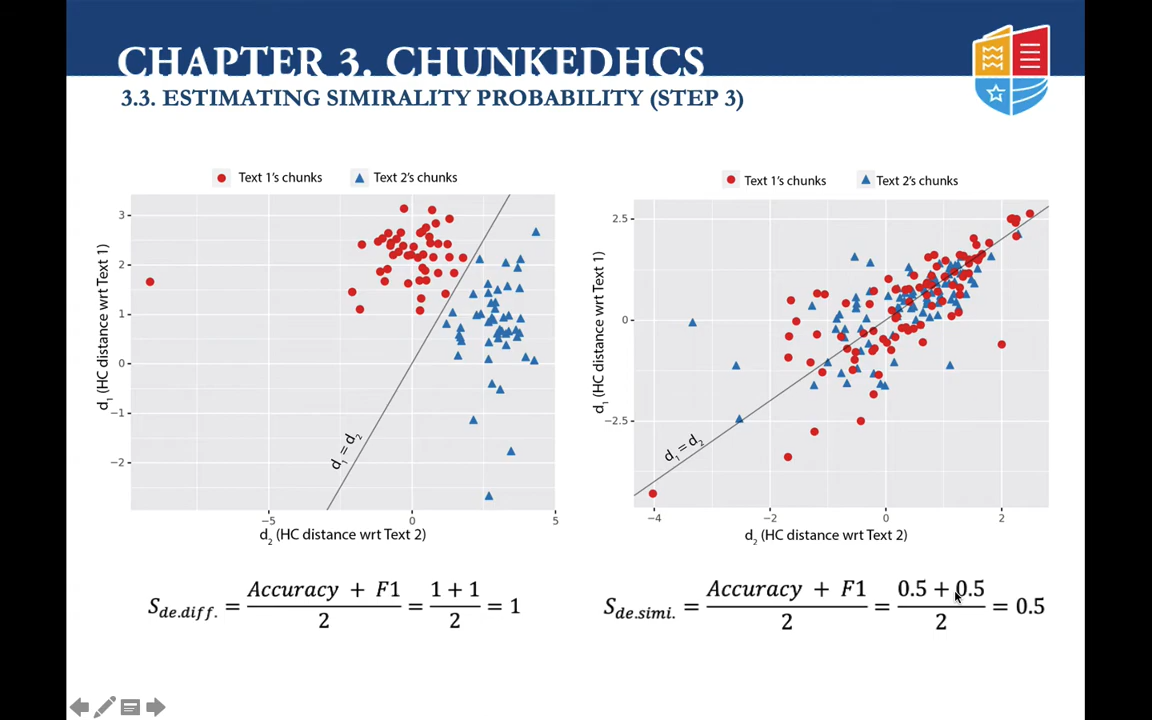 CHAPTER 3. CHUNKEDHCS
3.3. ESTIMATING SIMIRALITY PROBABILITY (STEP 3)
Text 1's chunks Text 2's chunks
3
2
1
0
−1
−2
d1 (HC distance wrt Text 1)
d1 = d2
−5 0 5
d2 (HC distance wrt Text 2)
Text 1's chunks Text 2's chunks
2.5
0
−2.5
d1 (HC distance wrt Text 1)
d1 = d2
−4 −2 0 2
d2 (HC distance wrt Text 2)
Sde.diff. = Accuracy + F1 / 2 = 1 + 1 / 2 = 1
Sde.simi. = Accuracy + F1 / 2 = 0.5 + 0.5 / 2 = 0.5